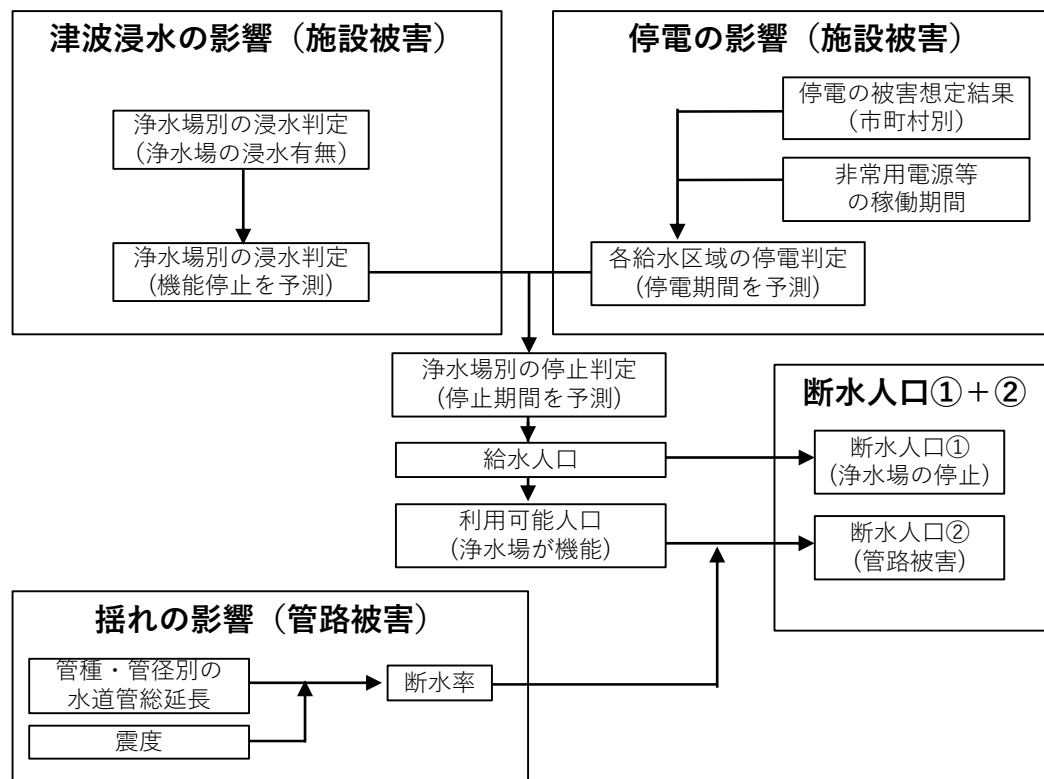 津波浸水の影響（施設被害）
浄水場別の浸水判定
(浄水場の浸水有無)
浄水場別の浸水判定
(機能停止を予測)
停電の影響（施設被害）
停電の被害想定結果
(市町村別)
非常用電源等
の稼働期間
各給水区域の停電判定
(停電期間を予測)
浄水場別の停止判定
(停止期間を予測)
給水人口
利用可能人口
(浄水場が機能)
断水人口①＋②
断水人口①
(浄水場の停止)
断水人口②
(管路被害)
揺れの影響（管路被害）
管種・管径別の
水道管総延長
震度
断水率